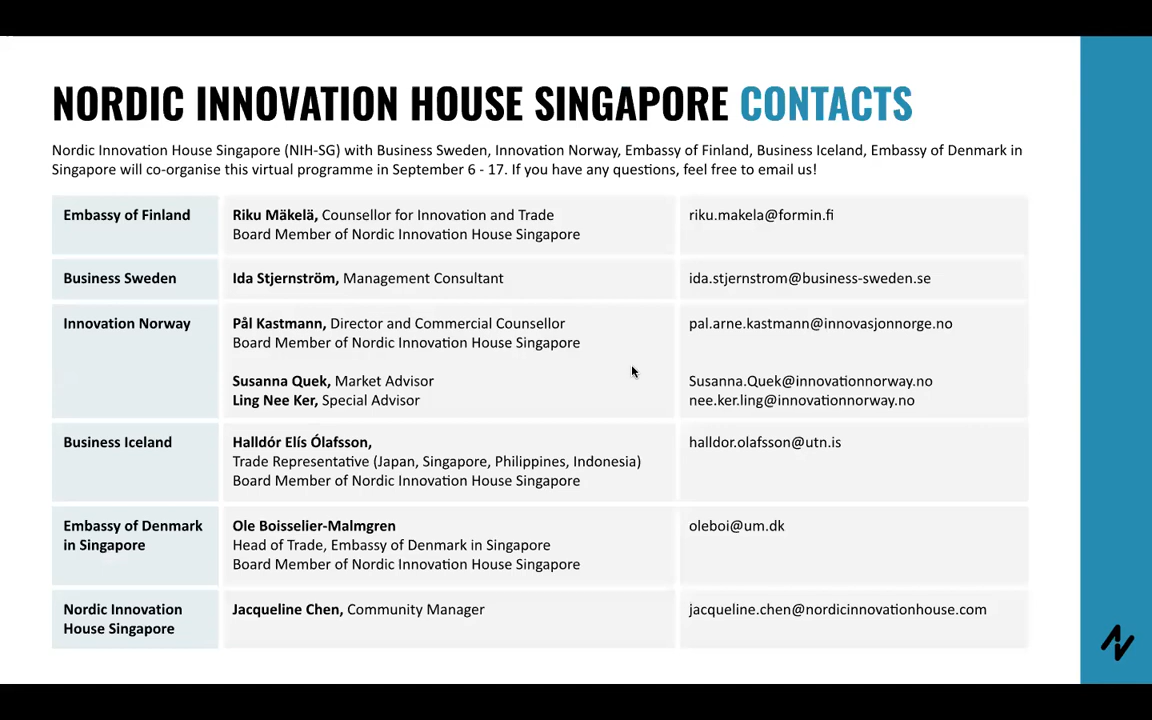 NORDIC INNOVATION HOUSE SINGAPORE CONTACTS
Nordic Innovation House Singapore (NIH-SG) with Business Sweden, Innovation Norway, Embassy of Finland, Business Iceland, Embassy of Denmark in
Singapore will co-organise this virtual programme in September 6 - 17. If you have any questions, feel free to email us!
Embassy of Finland
Riku Mäkelä, Counsellor for Innovation and Trade
Board Member of Nordic Innovation House Singapore
riku.makela@formin.fi
Business Sweden
Ida Stjernström, Management Consultant
ida.stjernstrom@business-sweden.se
Innovation Norway
Pål Kastmann, Director and Commercial Counsellor
Board Member of Nordic Innovation House Singapore
pal.arne.kastmann@innovasjonnorge.no
Susanna Quek, Market Advisor
Susanna.Quek@innovationnorway.no
Ling Nee Ker, Special Advisor
nee.ker.ling@innovationnorway.no
Business Iceland
Halldór Elís Ólafsson,
Trade Representative (Japan, Singapore, Philippines, Indonesia)
Board Member of Nordic Innovation House Singapore
halldor.olafsson@utn.is
Embassy of Denmark
in Singapore
Ole Boisselier-Malmgren
Head of Trade, Embassy of Denmark in Singapore
Board Member of Nordic Innovation House Singapore
oleboi@um.dk
Nordic Innovation
House Singapore
Jacqueline Chen, Community Manager
jacqueline.chen@nordicinnovationhouse.com